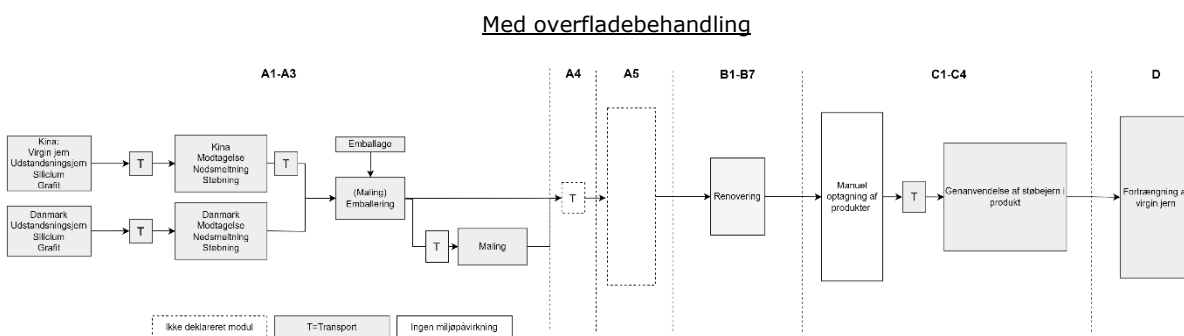 Med overfladebehandling
A1-A3
A4
A5
B1-B7
C1-C4
D
Kina:
Virgin jern
Udstandsningsjern
Silicium
Grafit
T
Kina
Modtagelse
Nedsmeltning
Støbning
T
Emballage
(Maling)
Emballering
Danmark
Udstandsningsjern
Silicium
Grafit
T
Danmark
Modtagelse
Nedsmeltning
Støbning
T
Maling
T
Renovering
Manuel
optagning af
produkter
T
Genanvendelse af støbejern i
produkt
Fortrængning a
virgin jern
Ikke deklareret modul
T=Transport
Ingen miljøpåvirkning